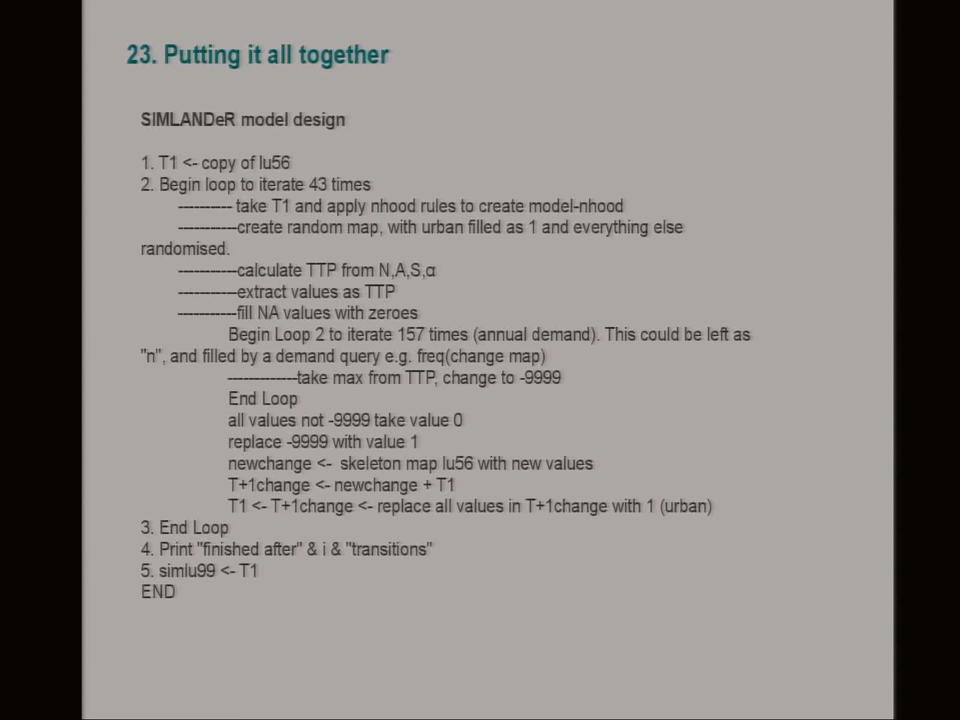 23. Putting it all together
SIMLANDeR model design
1. T1 <- copy of lu56
2. Begin loop to iterate 43 times
---------- take T1 and apply nhood rules to create model-nhood
-----------create random map, with urban filled as 1 and everything else
randomised.
-----------calculate TTP from N,A,S,α
-----------extract values as TTP
-----------fill NA values with zeroes
Begin Loop 2 to iterate 157 times (annual demand). This could be left as
"n", and filled by a demand query e.g. freq(change map)
-------------take max from TTP, change to -9999
End Loop
all values not -9999 take value 0
replace -9999 with value 1
newchange <- skeleton map lu56 with new values
T+1change <- newchange + T1
T1 <- T+1change <- replace all values in T+1change with 1 (urban)
3. End Loop
4. Print "finished after" & i & "transitions"
5. simlu99 <- T1
END